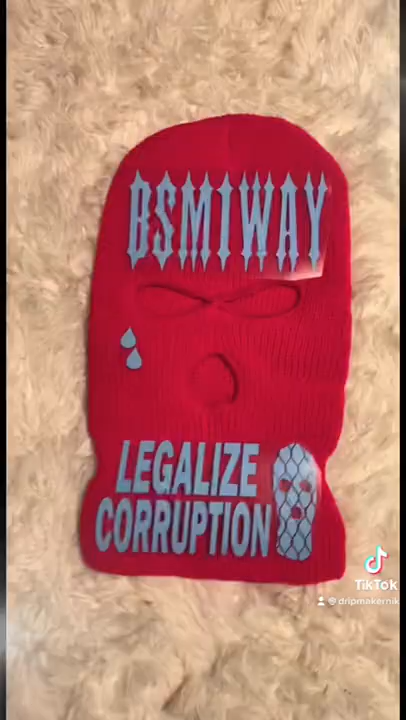 BSMIWAY
LEGALIZE
CORRUPTION
TikTok
@dripmakernik